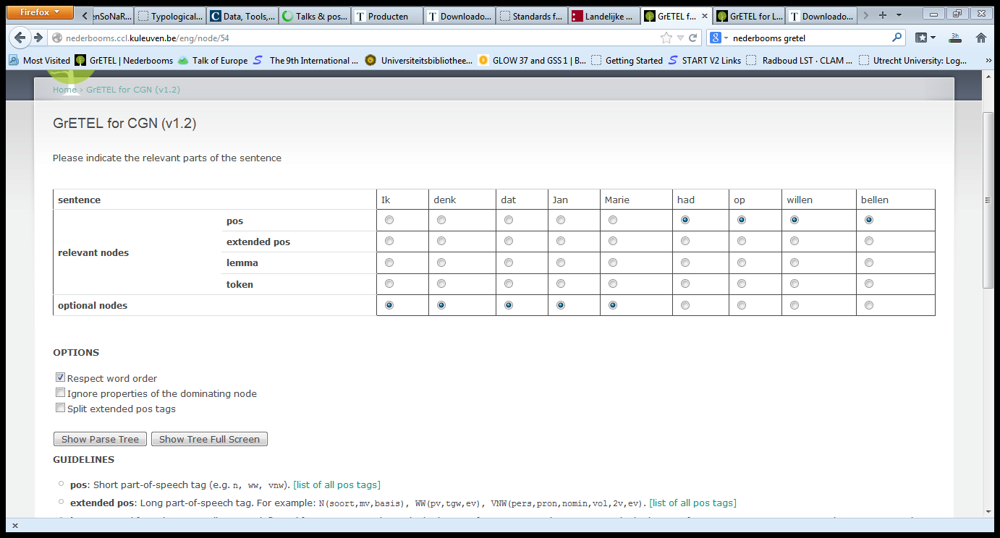 Firefox
enSoNaR...
Typological...
Data, Tools,...
Talks & pos...
Producten
Downloado...
Standards f...
Landelijke ...
GrETEL f...
GrETEL for L...
Downloado...
nederbooms.ccl.kuleuven.be/eng/node/54
nederbooms gretel
3h
Most Visited
GrETEL | Nederbooms
Talk of Europe
The 9th International ...
Universiteitsbibliothee...
GLOW 37 and GSS 1 | B...
Getting Started
START V2 Links
Radboud LST · CLAM ...
Utrecht University: Log...
Home › GrETEL for CGN (v1.2)
GrETEL for CGN (v1.2)
Please indicate the relevant parts of the sentence
sentence Ik denk dat Jan Marie had op willen bellen
relevant nodes
pos
extended pos
lemma
token
optional nodes
OPTIONS
Respect word order
Ignore properties of the dominating node
Split extended pos tags
Show Parse Tree Show Tree Full Screen
GUIDELINES
pos: Short part-of-speech tag (e.g. n, ww, vnw). [list of all pos tags]
extended pos: Long part-of-speech tag. For example: N(soort,mv,basis), WW(pv,tgw,ev), VNW(pers,pron,nomin,vol,2v,ev). [list of all pos tags]